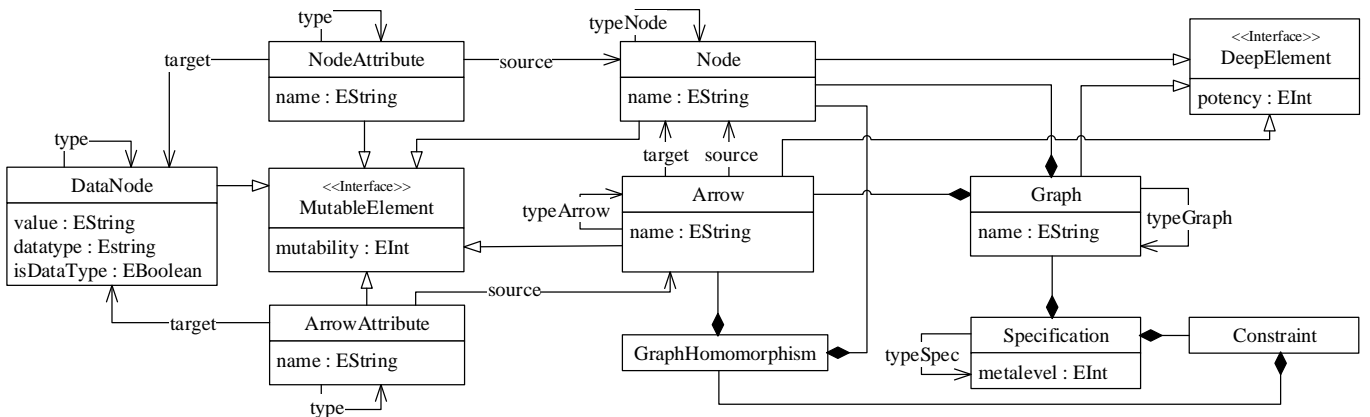 type
typeNode
NodeAttribute
name : EString
target
source
Node
name : EString
<<Interface>>
DeepElement
potency : EInt
type
DataNode
value : EString
datatype : Estring
isDataType : EBoolean
<<Interface>>
MutableElement
mutability : EInt
target
source
typeArrow
Arrow
name : EString
Graph
name : EString
typeGraph
source
target
ArrowAttribute
name : EString
type
GraphHomomorphism
typeSpec
Specification
metalevel : EInt
Constraint